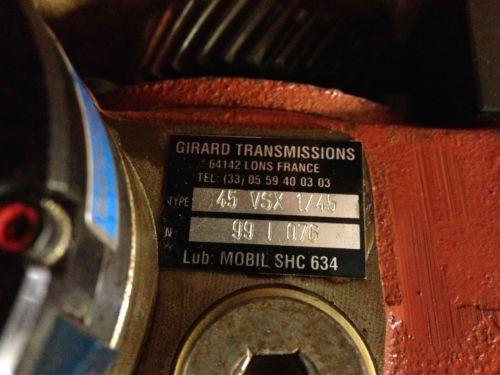 GIRARD TRANSMISSIONS
64142 LONS FRANCE
TEL: (33) 05 59 40 03 03
TYPE 45 VSX 1/45
N 99 L 076
Lub: MOBIL SHC 634